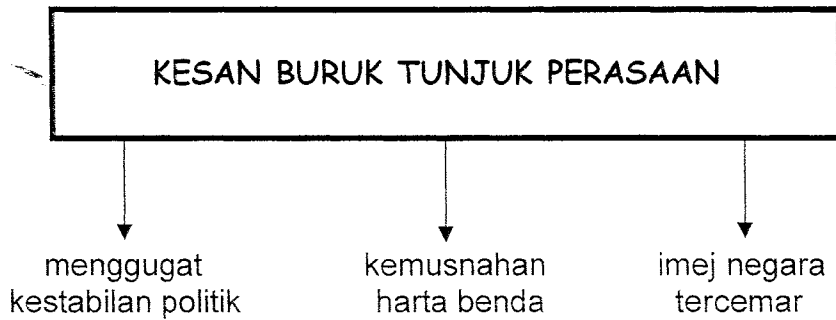 KESAN BURUK TUNJUK PERASAAN
menggugat
kestabilan politik
kemusnahan
harta benda
imej negara
tercemar